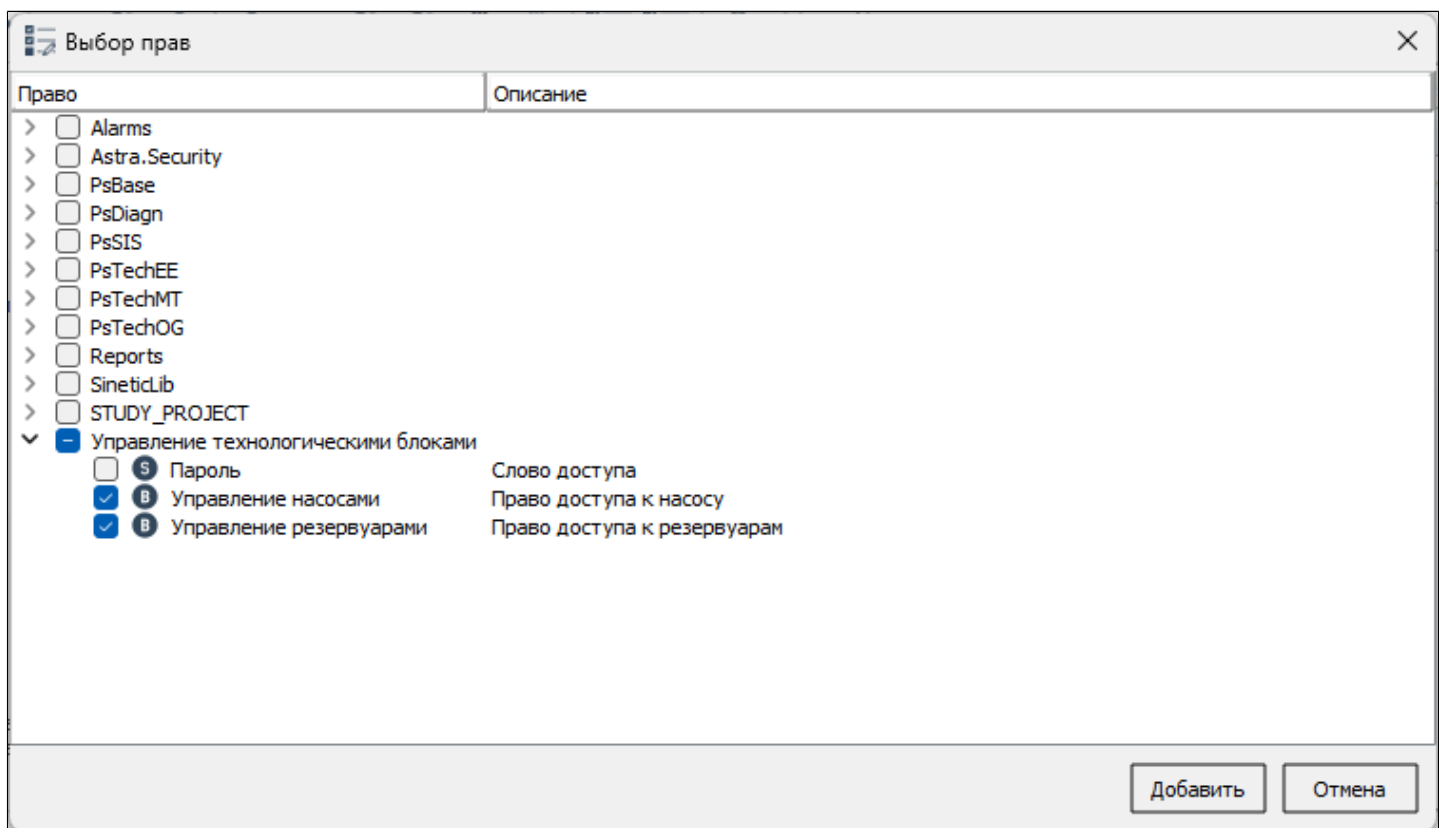 Выбор прав
Право Описание
Alarms
Astra.Security
PsBase
PsDiagn
PsSIS
PsTechEE
PsTechMT
PsTechOG
Reports
SineticLib
STUDY_PROJECT
Управление технологическими блоками
S Пароль Слово доступа
B Управление насосами Право доступа к насосу
B Управление резервуарами Право доступа к резервуарам
Добавить Отмена